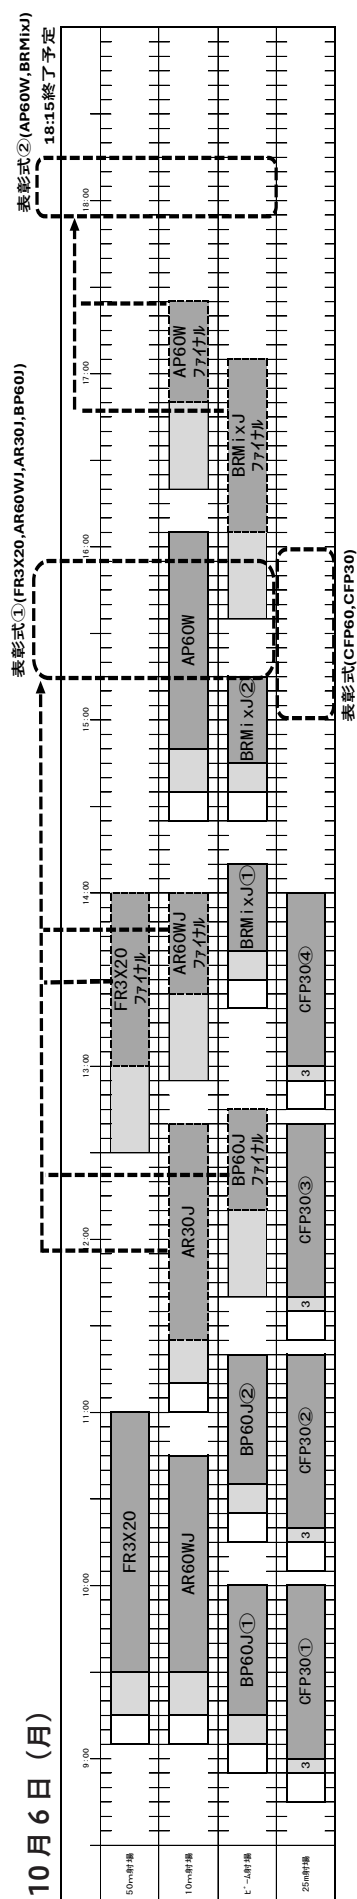 10月6日（月）
表彰式①(FR3X20,AR60WJ,AR30J,BP60J)
表彰式②(AP60W,BRMixJ)
18:15終了予定
9:00
10:00
11:00
2:00
13:00
14:00
15:00
16:00
17:00
18:00
50m射場
FR3X20
FR3X20
ファイナル
10m射場
AR60WJ
AR30J
AR60WJ
ファイナル
AP60W
AP60W
ファイナル
ﾋﾞｰﾑ射場
BP60J①
BP60J②
BP60J
ファイナル
BRMixJ①
BRMixJ②
BRMixJ
ファイナル
25m射場
3
CFP30①
3
CFP30②
3
CFP30③
3
CFP30④
表彰式(CFP60,CFP30)